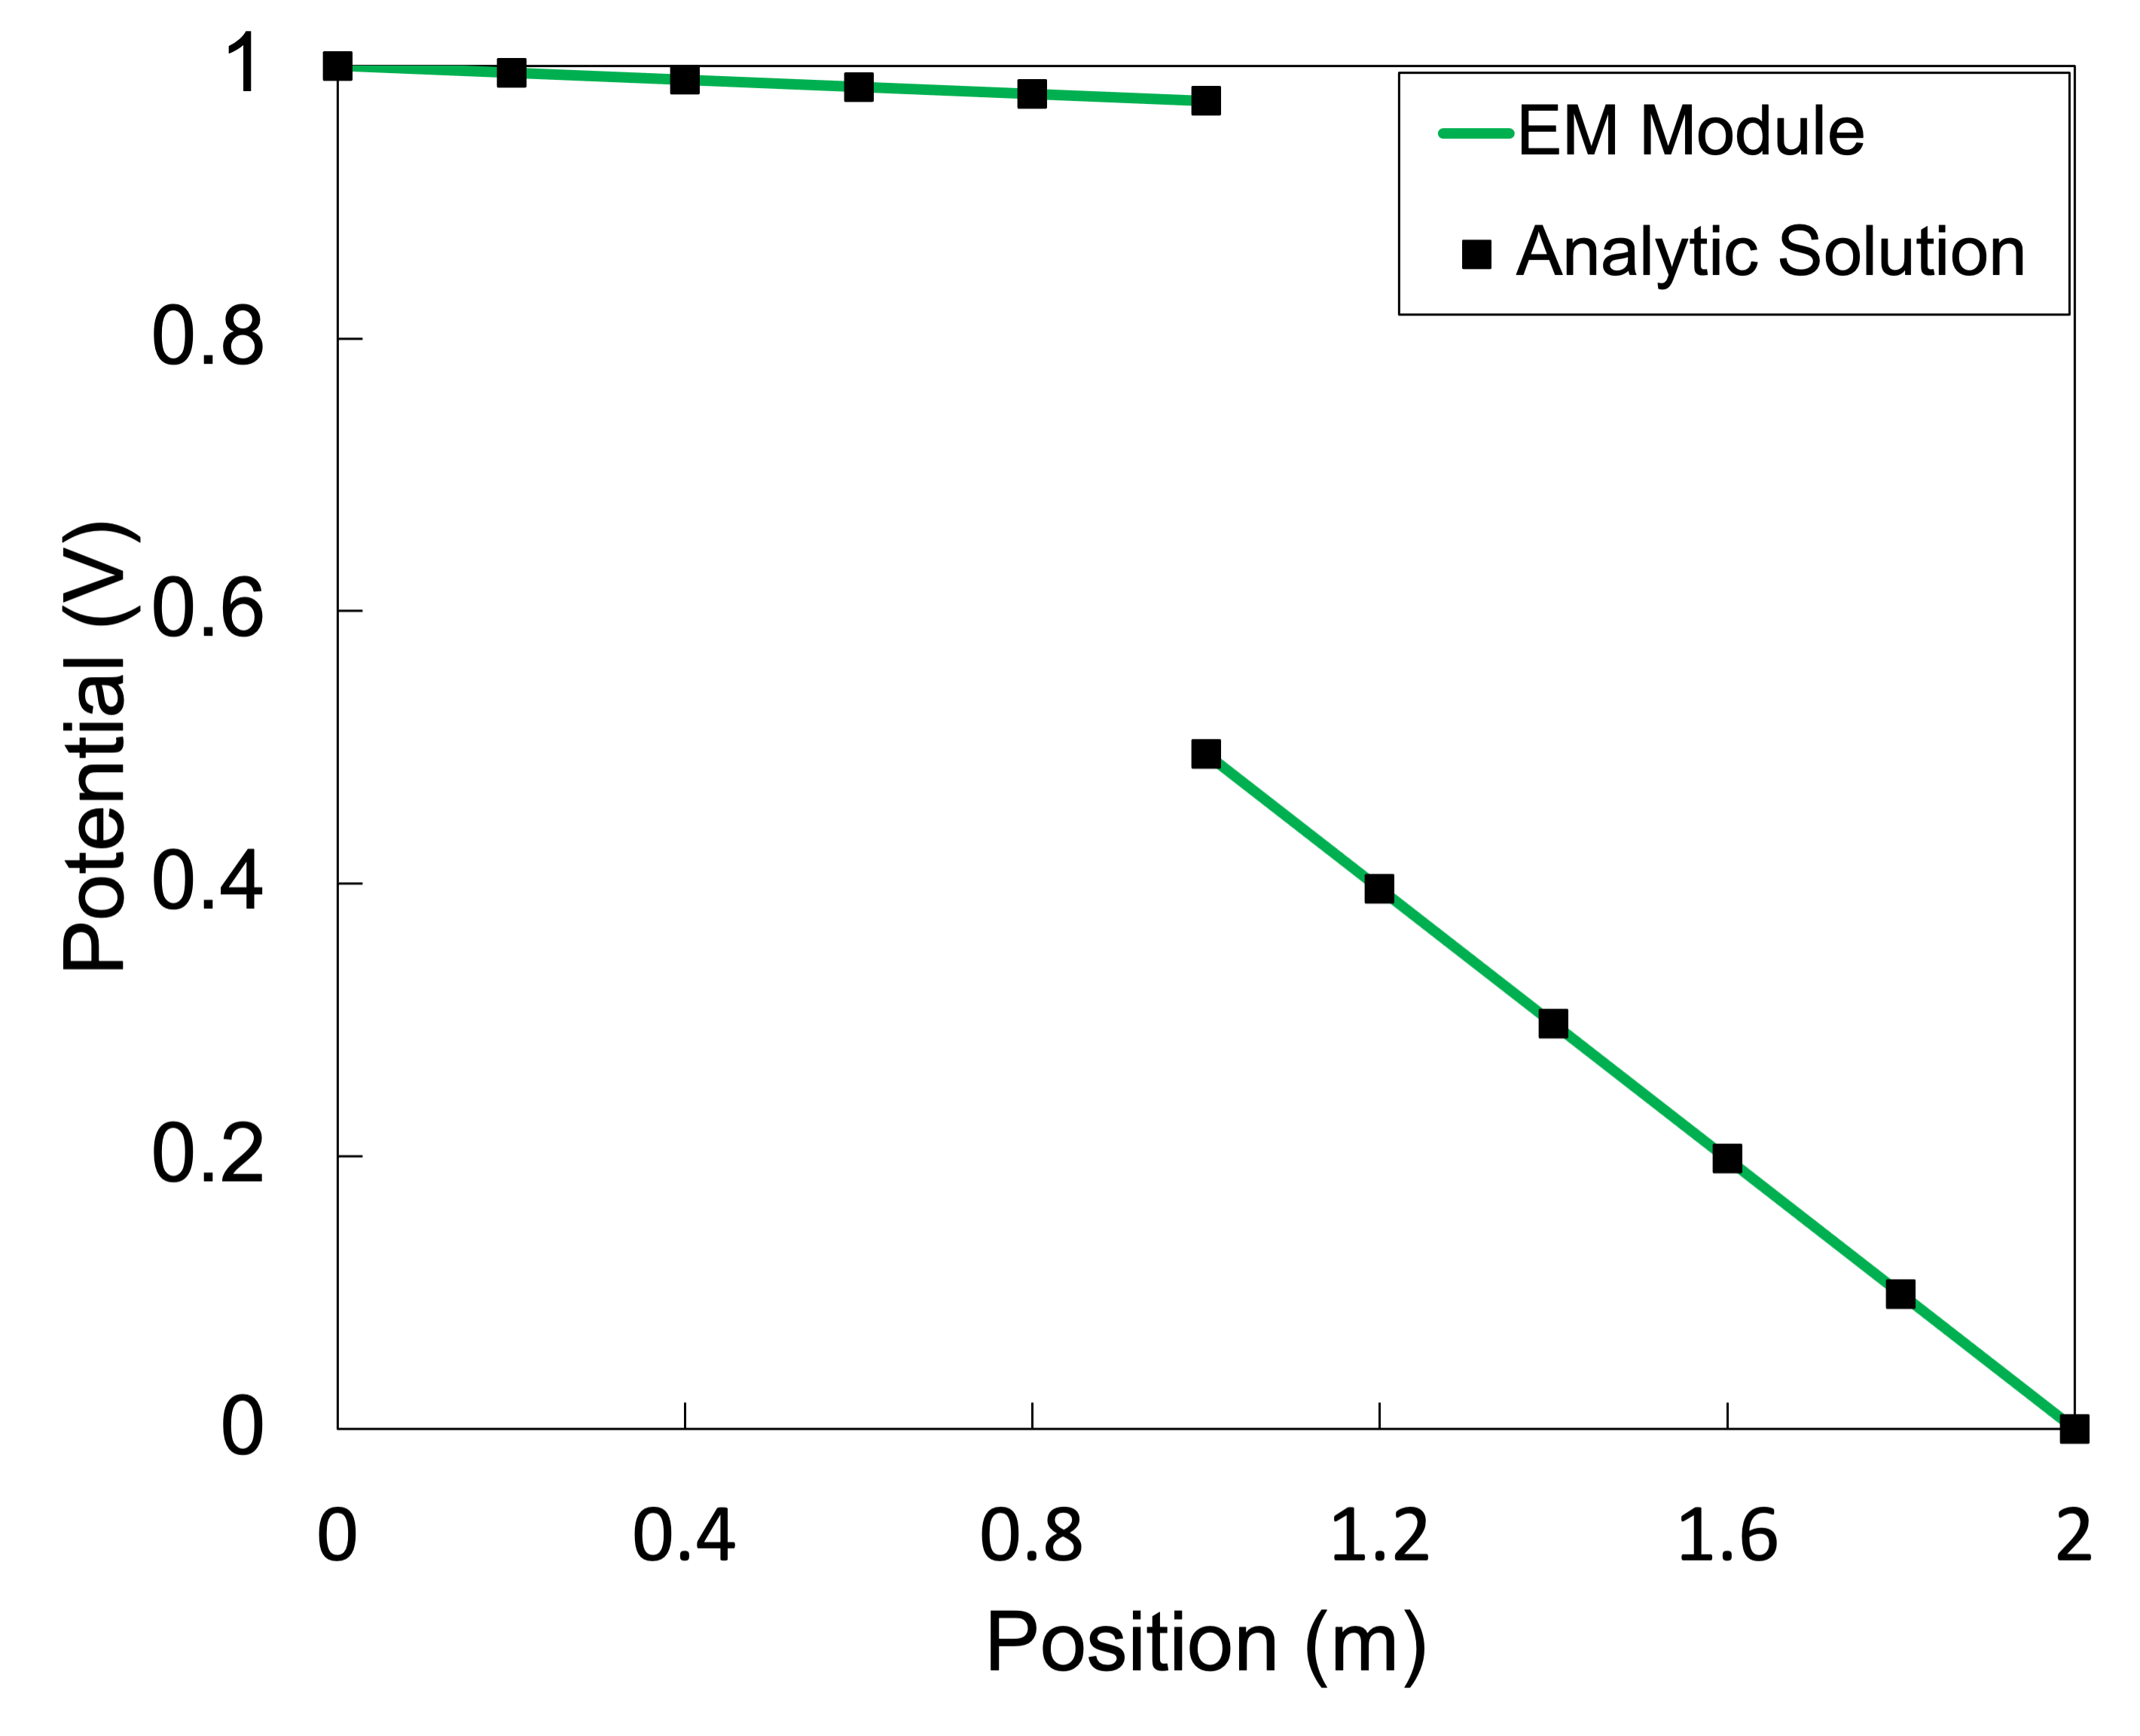 1
EM Module
Analytic Solution
0.8
0.6
0.4
0.2
0
Potential (V)
0 0.4 0.8 1.2 1.6 2
Position (m)